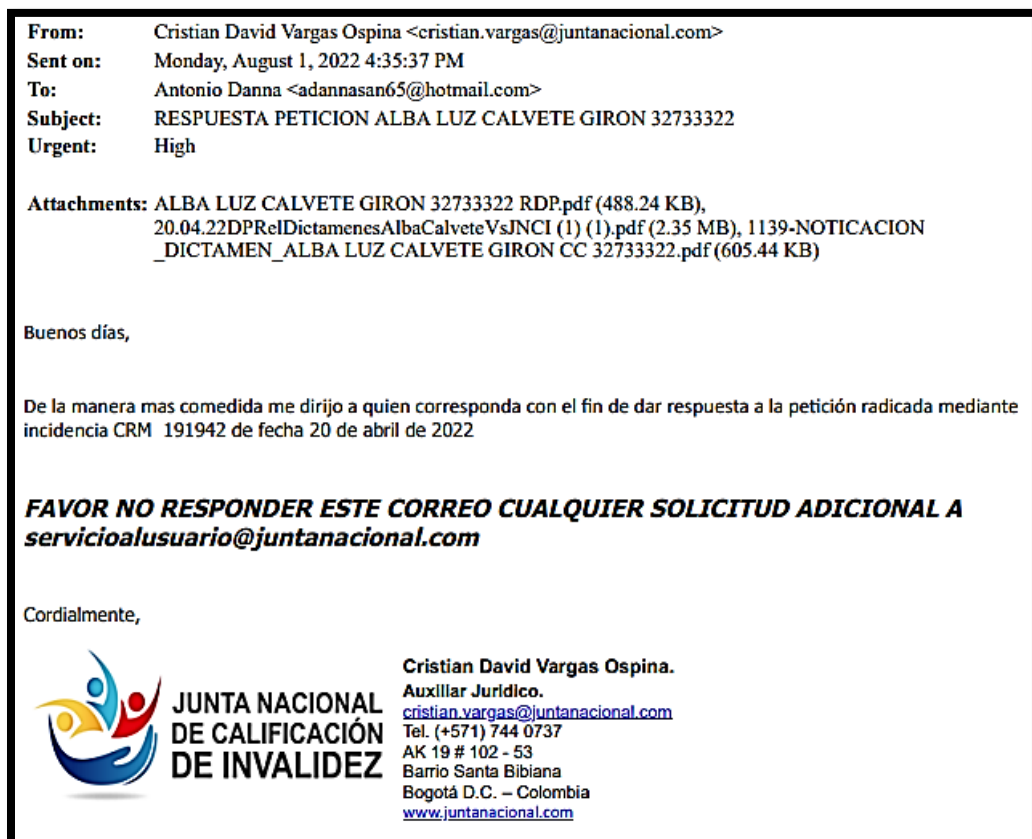 From: Cristian David Vargas Ospina <cristian.vargas@juntanacional.com>
Sent on: Monday, August 1, 2022 4:35:37 PM
To: Antonio Danna <adannasan65@hotmail.com>
Subject: RESPUESTA PETICION ALBA LUZ CALVETE GIRON 32733322
Urgent: High
Attachments: ALBA LUZ CALVETE GIRON 32733322 RDP.pdf (488.24 KB),
20.04.22DPRelDictamenesAlbaCalveteVsJNCI (1) (1).pdf (2.35 MB), 1139-NOTICACION
_DICTAMEN_ALBA LUZ CALVETE GIRON CC 32733322.pdf (605.44 KB)
Buenos días,
De la manera mas comedida me dirijo a quien corresponda con el fin de dar respuesta a la petición radicada mediante
incidencia CRM 191942 de fecha 20 de abril de 2022
FAVOR NO RESPONDER ESTE CORREO CUALQUIER SOLICITUD ADICIONAL A
servicioalusuario@juntanacional.com
Cordialmente,
JUNTA NACIONAL
DE CALIFICACIÓN
DE INVALIDEZ
Cristian David Vargas Ospina.
Auxiliar Juridico.
cristian.vargas@juntanacional.com
Tel. (+571) 744 0737
AK 19 # 102 - 53
Barrio Santa Bibiana
Bogotá D.C. – Colombia
www.juntanacional.com